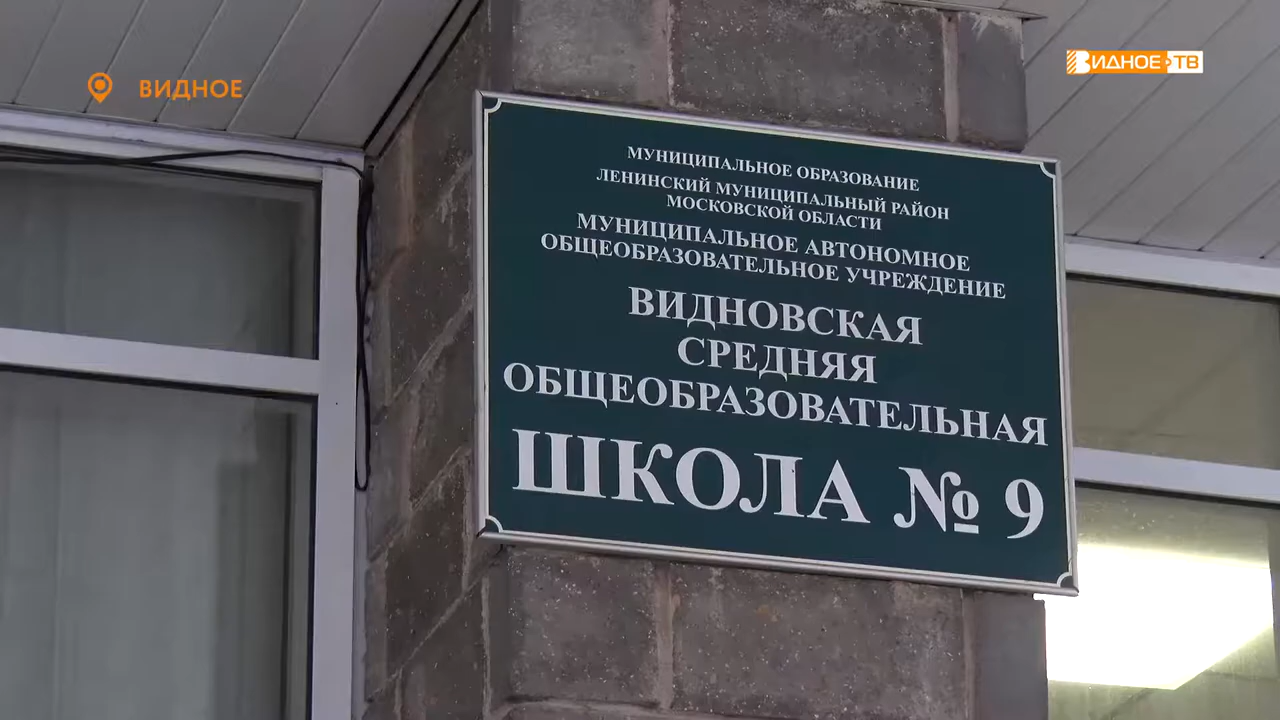 ВИДНОЕ
ВИДНОЕ ТВ
МУНИЦИПАЛЬНОЕ ОБРАЗОВАНИЕ
ЛЕНИНСКИЙ МУНИЦИПАЛЬНЫЙ РАЙОН
МОСКОВСКОЙ ОБЛАСТИ
МУНИЦИПАЛЬНОЕ АВТОНОМНОЕ
ОБЩЕОБРАЗОВАТЕЛЬНОЕ УЧРЕЖДЕНИЕ
ВИДНОВСКАЯ
СРЕДНЯЯ
ОБЩЕОБРАЗОВАТЕЛЬНАЯ
ШКОЛА № 9